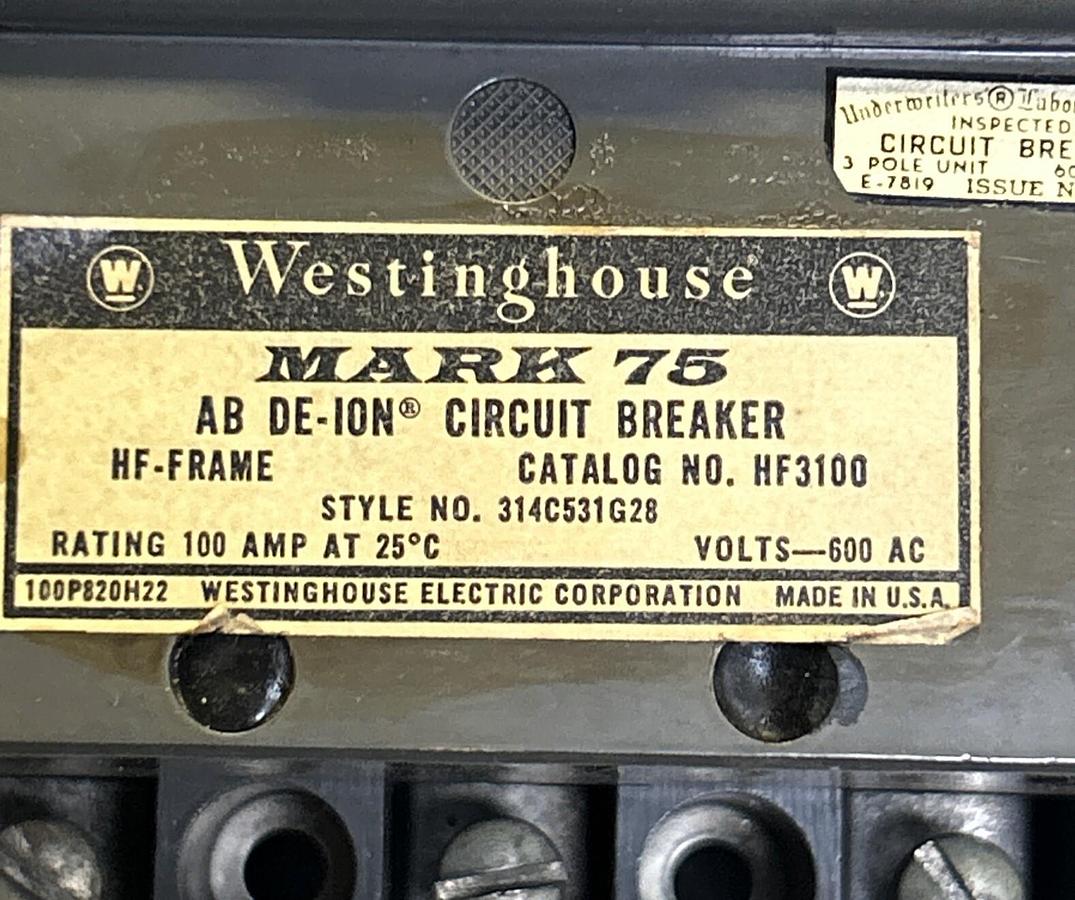 Underwriters®
INSPECTED
CIRCUIT
3 POLE UNIT
E-7819 ISSUE
W Westinghouse W
MARK 75
AB DE-ION® CIRCUIT BREAKER
HF-FRAME CATALOG NO. HF3100
STYLE NO. 314C531G28
RATING 100 AMP AT 25°C VOLTS—600 AC
100P820H22 WESTINGHOUSE ELECTRIC CORPORATION MADE IN U.S.A.